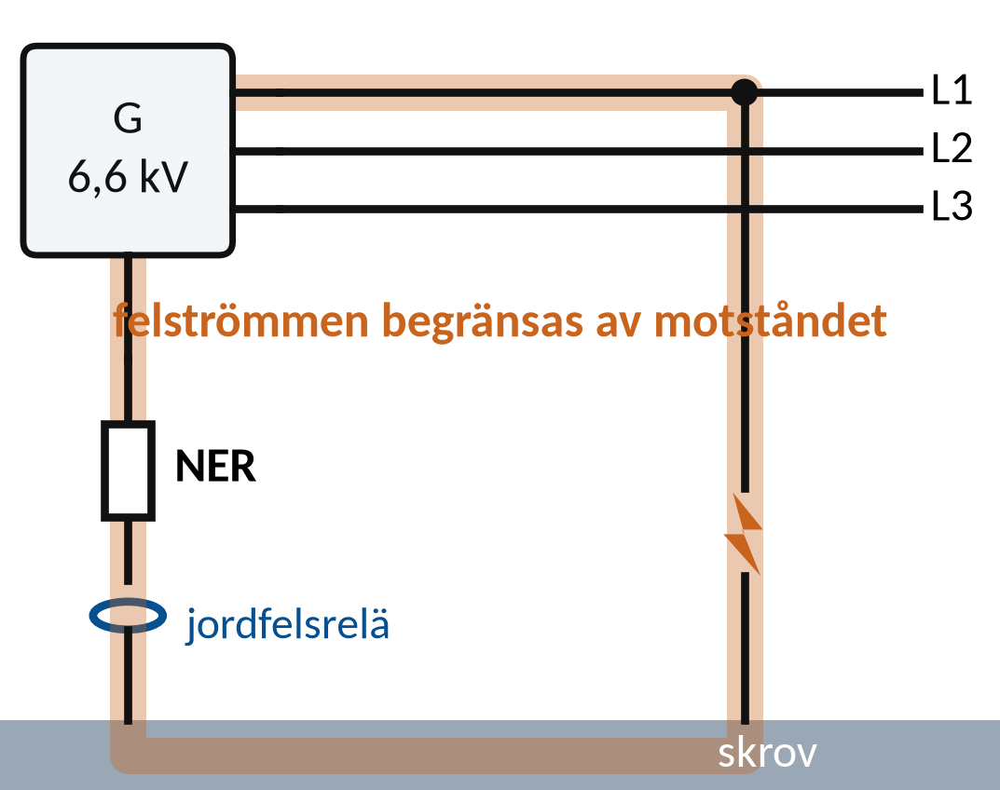 G
6,6 kV
L1
L2
L3
felströmmen begränsas av motståndet
NER
jordfelsrelä
skrov